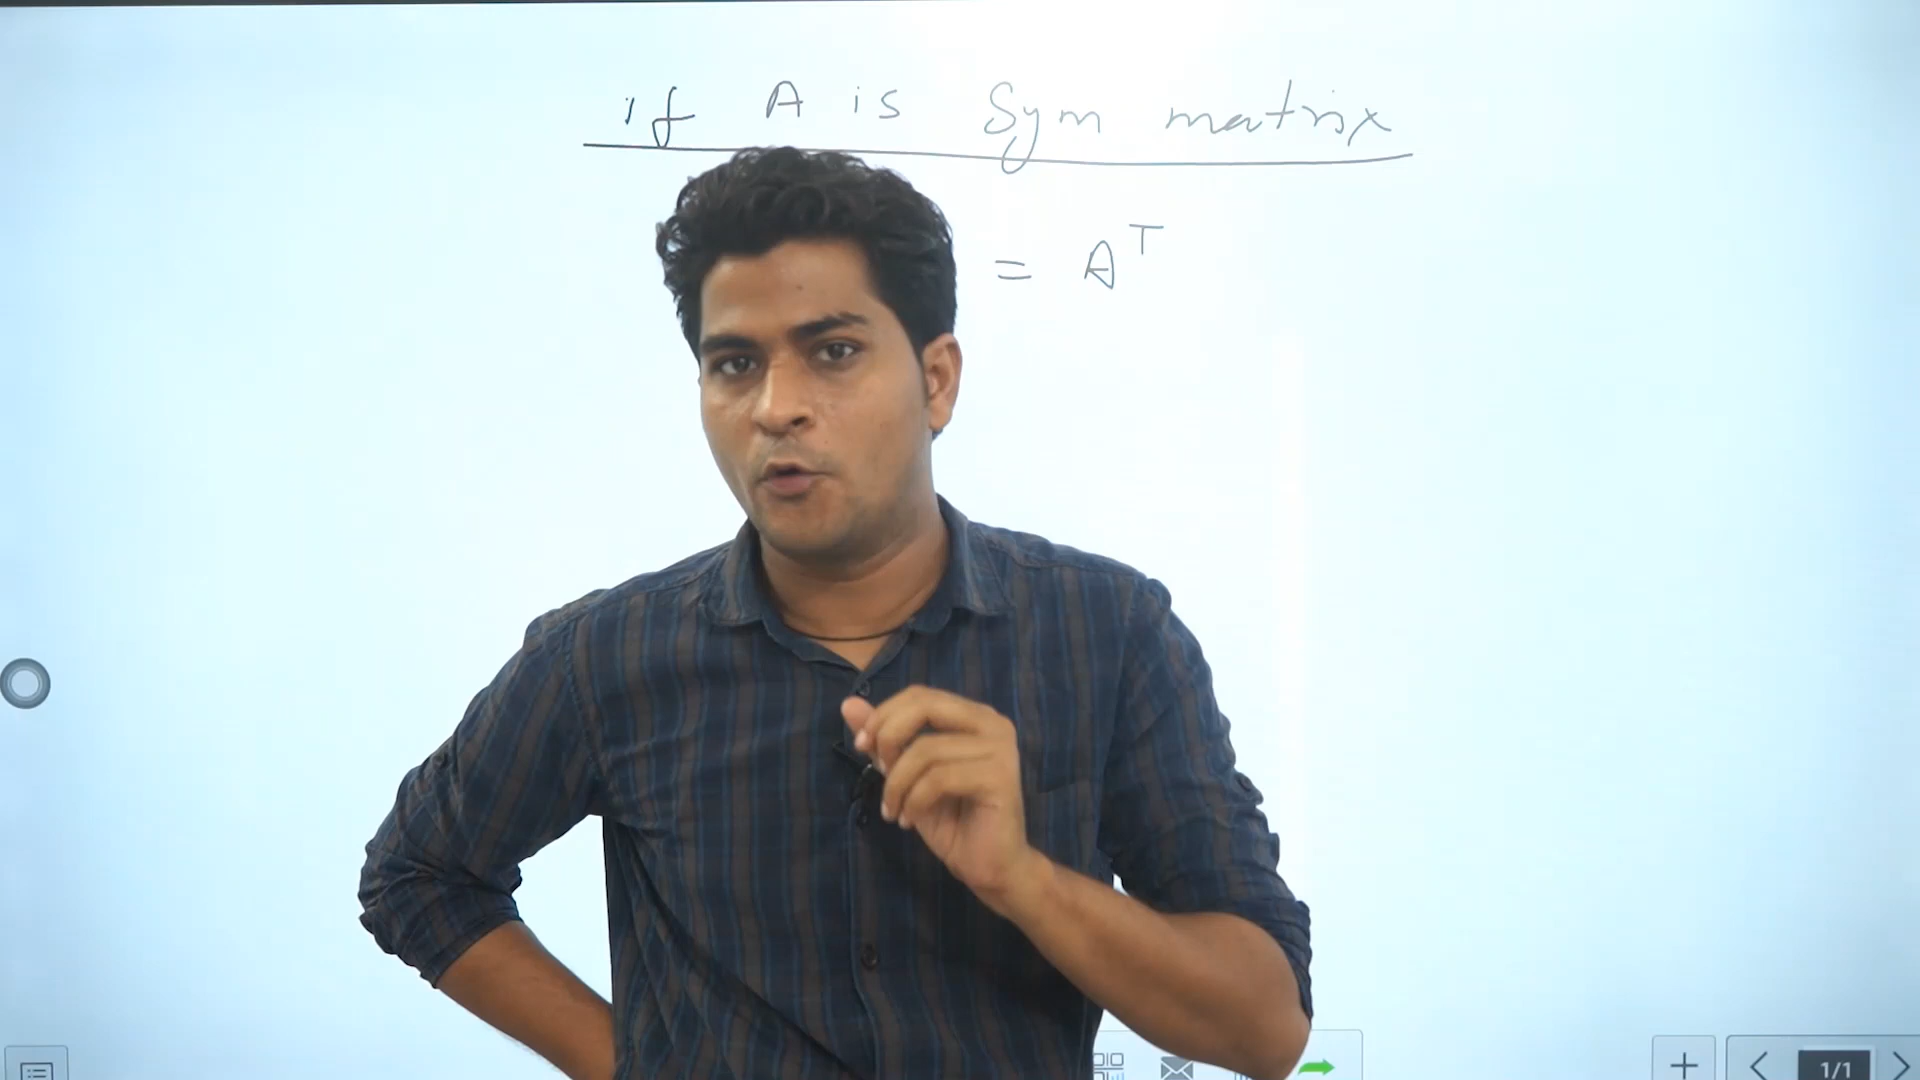 if A is Sym matrix
= A^T
1/1